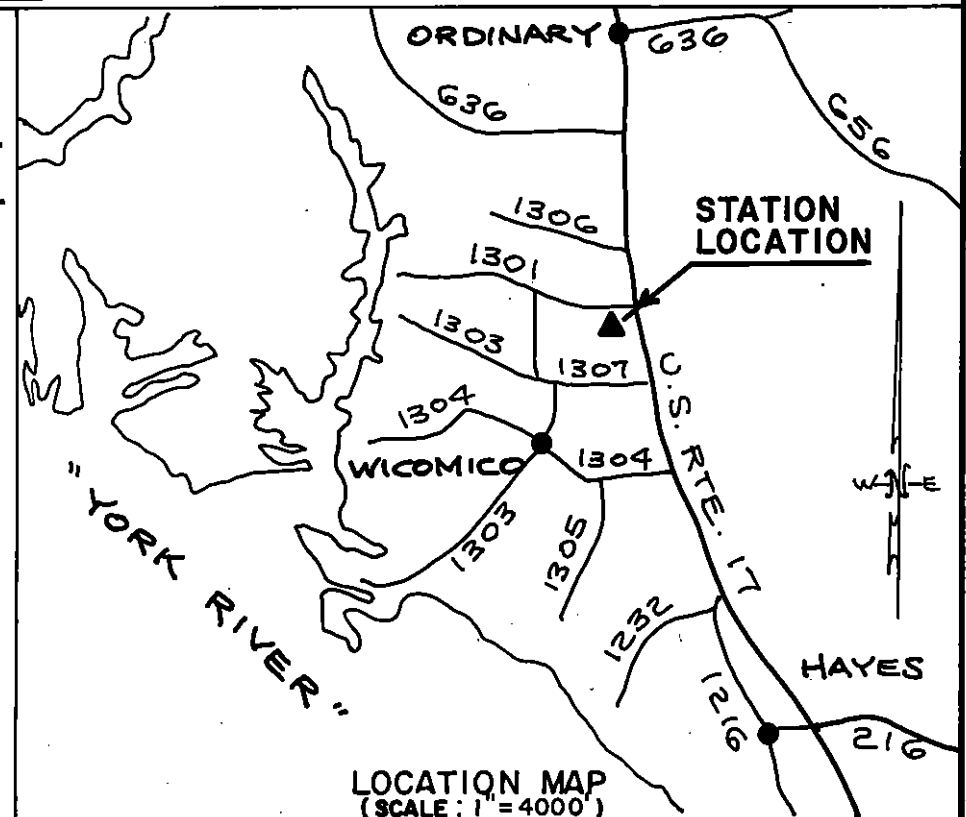 ORDINARY
636
636
656
1306
STATION
LOCATION
1301
1303
1307
U.S. RTE. 17
1304
WICOMICO
1304
W E
"YORK RIVER"
1303
1305
1232
HAYES
1216
216
LOCATION MAP
(SCALE: 1"=4000')